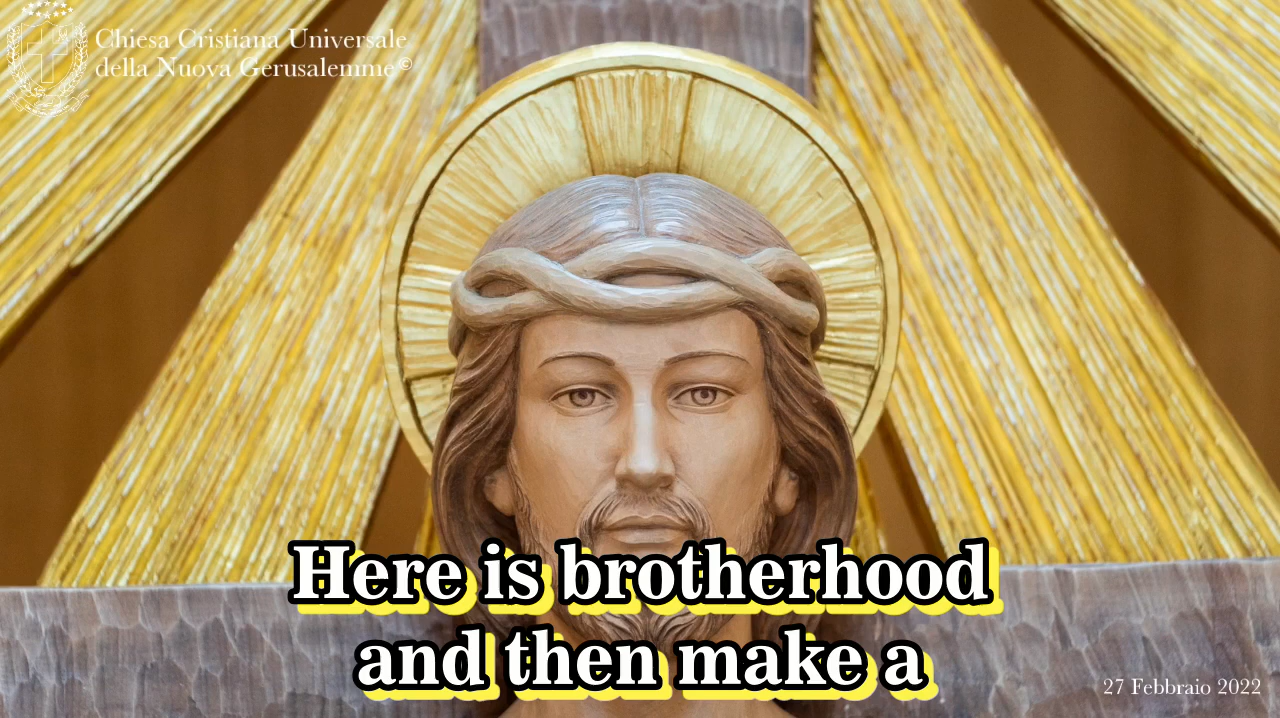 Chiesa Cristiana Universale
della Nuova Gerusalemme©
Here is brotherhood
and then make a
27 Febbraio 2022